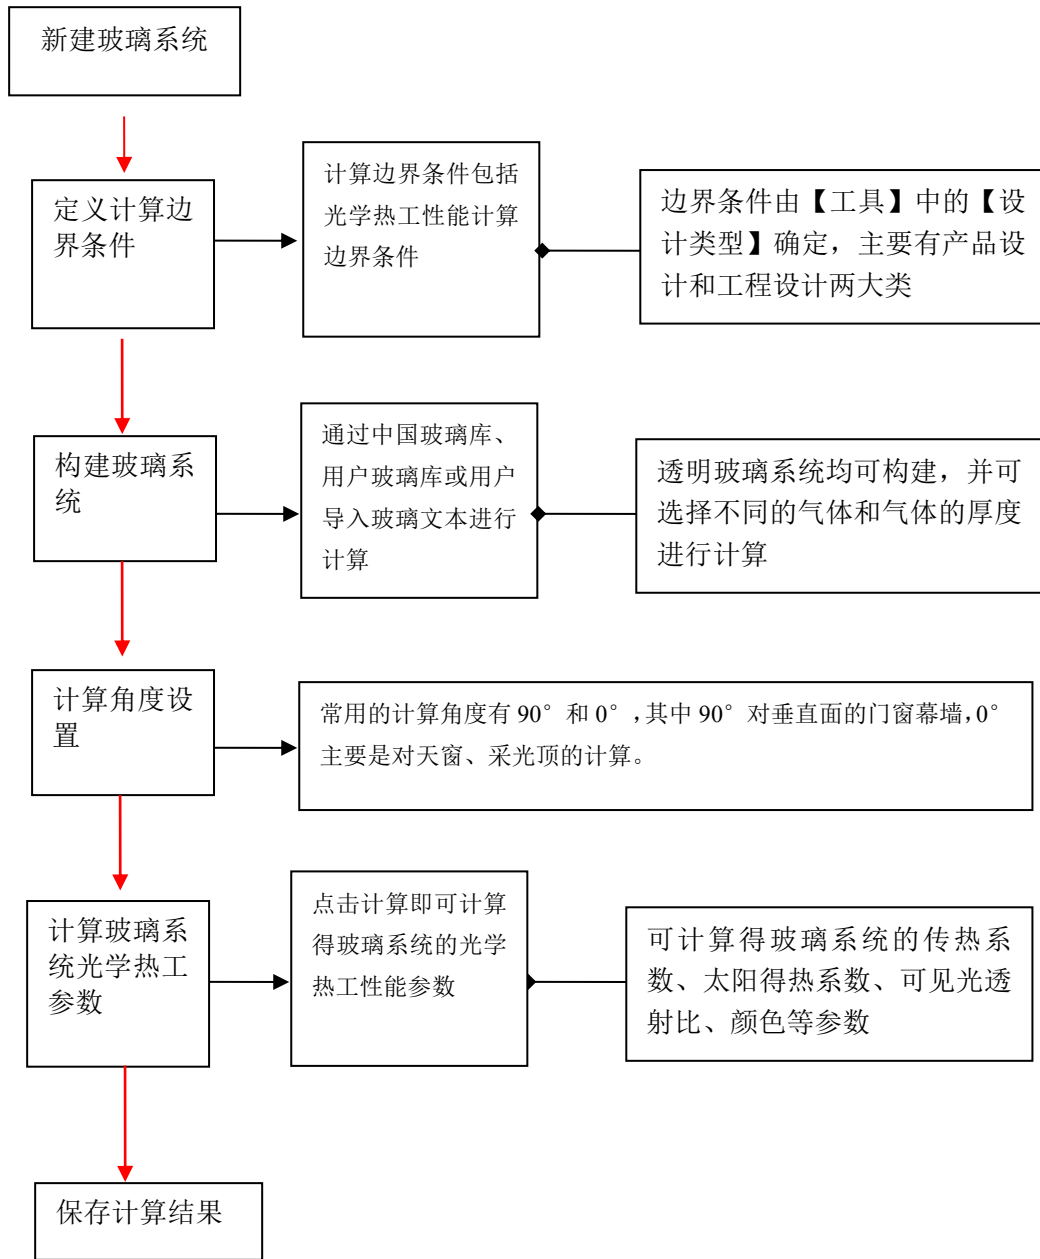 新建玻璃系统
定义计算边
界条件
计算边界条件包括
光学热工性能计算
边界条件
边界条件由【工具】中的【设
计类型】确定，主要有产品设
计和工程设计两大类
构建玻璃系
统
通过中国玻璃库、
用户玻璃库或用户
导入玻璃文本进行
计算
透明玻璃系统均可构建，并可
选择不同的气体和气体的厚度
进行计算
计算角度设
置
常用的计算角度有 90° 和 0° ,其中 90° 对垂直面的门窗幕墙,0°
主要是对天窗、采光顶的计算。
计算玻璃系
统光学热工
参数
点击计算即可计算
得玻璃系统的光学
热工性能参数
可计算得玻璃系统的传热系
数、太阳得热系数、可见光透
射比、颜色等参数
保存计算结果